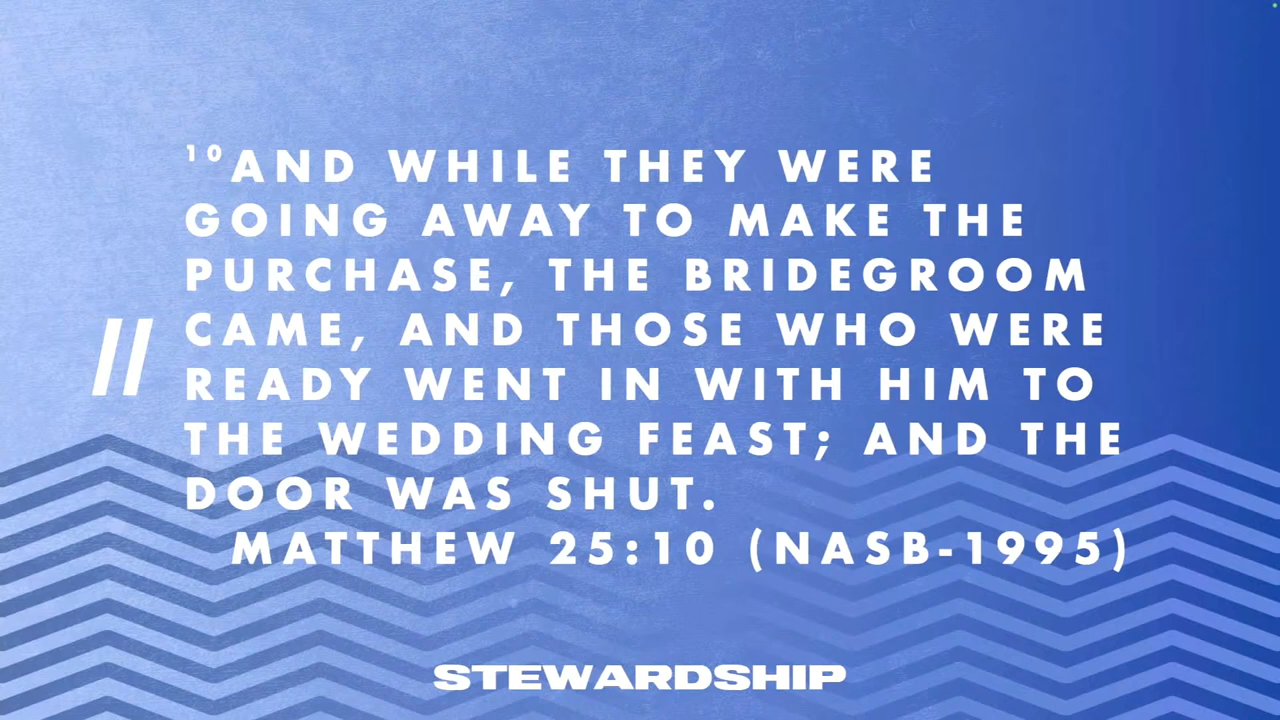 ¹⁰AND WHILE THEY WERE
GOING AWAY TO MAKE THE
PURCHASE, THE BRIDEGROOM
CAME, AND THOSE WHO WERE
READY WENT IN WITH HIM TO
THE WEDDING FEAST; AND THE
DOOR WAS SHUT.
MATTHEW 25:10 (NASB-1995)
//
STEWARDSHIP